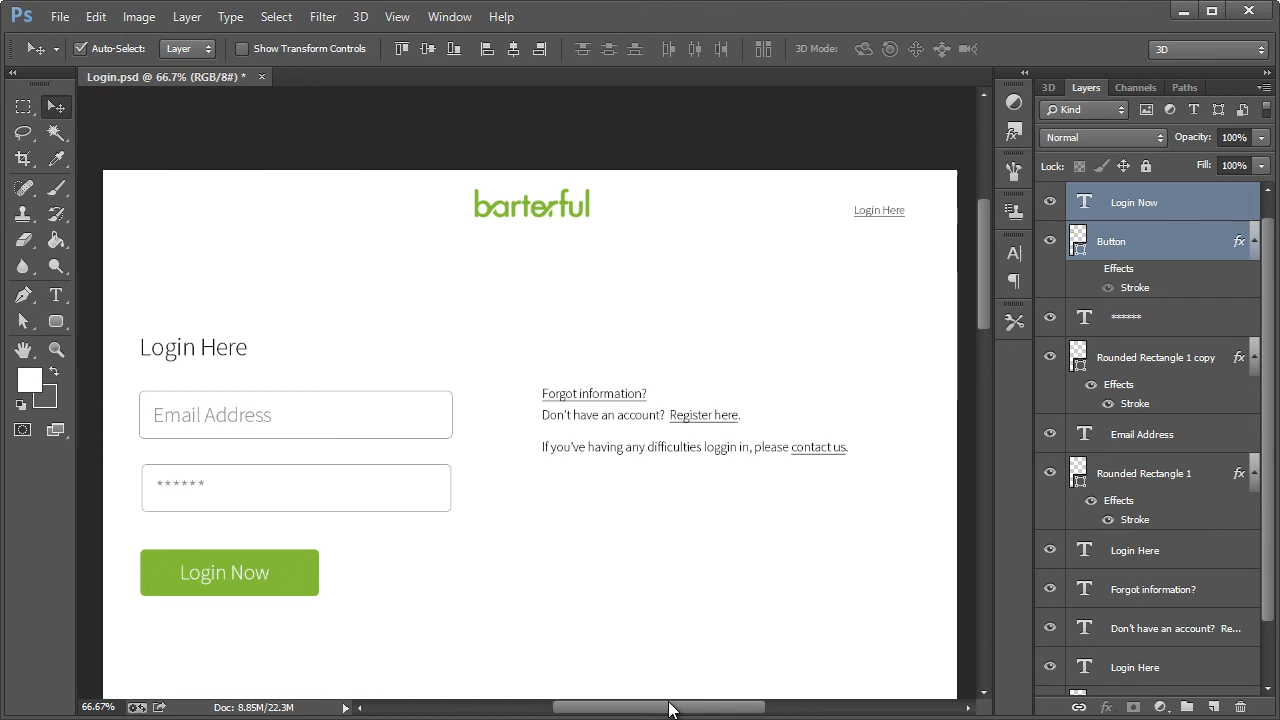 Ps File Edit Image Layer Type Select Filter 3D View Window Help
Auto-Select: Layer Show Transform Controls 3D Mode: 3D
Login.psd @ 66.7% (RGB/8#) * ×
3D Layers Channels Paths
Kind
Normal Opacity: 100%
Lock: Fill: 100%
barterful
Login Here
Login Here
Email Address
******
Login Now
Forgot information?
Don't have an account? Register here.
If you've having any difficulties loggin in, please contact us.
Login Now
Button fx
Effects
Stroke
******
Rounded Rectangle 1 copy fx
Effects
Stroke
Email Address
Rounded Rectangle 1 fx
Effects
Stroke
Login Here
Forgot information?
Don't have an account? Re...
Login Here
66.67% Doc: 8.85M/22.3M